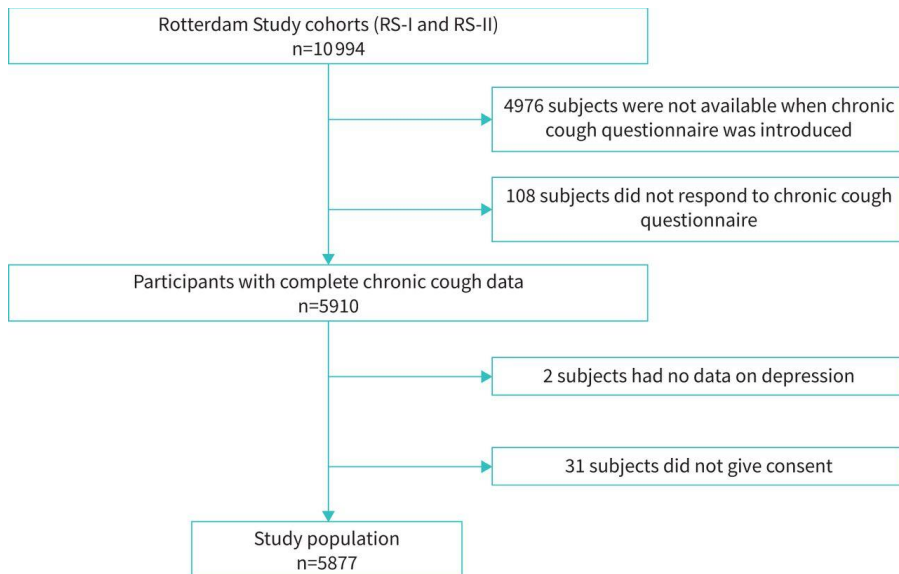 Rotterdam Study cohorts (RS-I and RS-II)
n=10 994
4976 subjects were not available when chronic
cough questionnaire was introduced
108 subjects did not respond to chronic cough
questionnaire
Participants with complete chronic cough data
n=5910
2 subjects had no data on depression
31 subjects did not give consent
Study population
n=5877